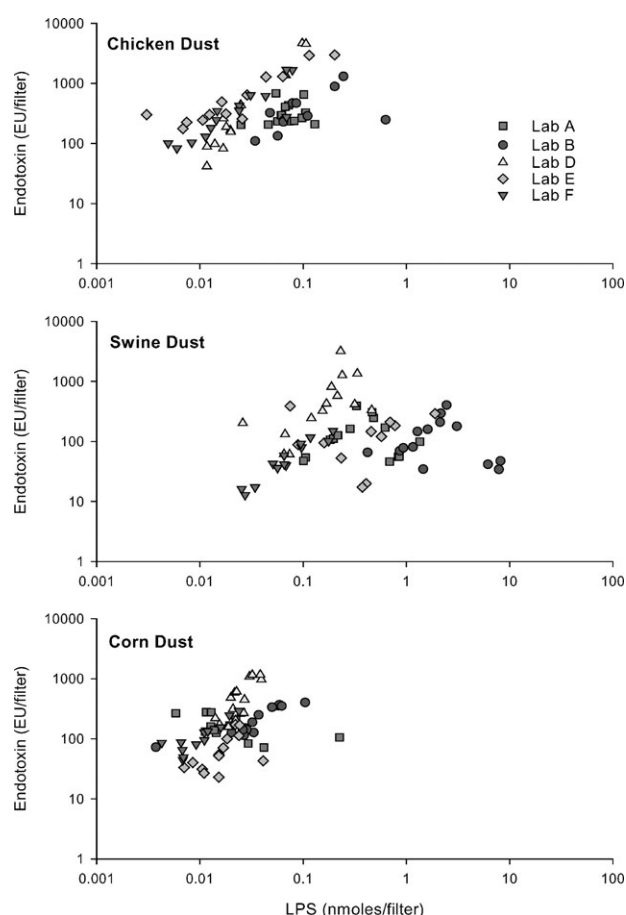 Chicken Dust
Endotoxin (EU/filter)
10000
1000
100
10
1
0.001
0.01
0.1
1
10
100
Lab A
Lab B
Lab D
Lab E
Lab F
Swine Dust
Endotoxin (EU/filter)
10000
1000
100
10
1
0.001
0.01
0.1
1
10
100
Corn Dust
Endotoxin (EU/filter)
10000
1000
100
10
1
0.001
0.01
0.1
1
10
100
LPS (nmoles/filter)